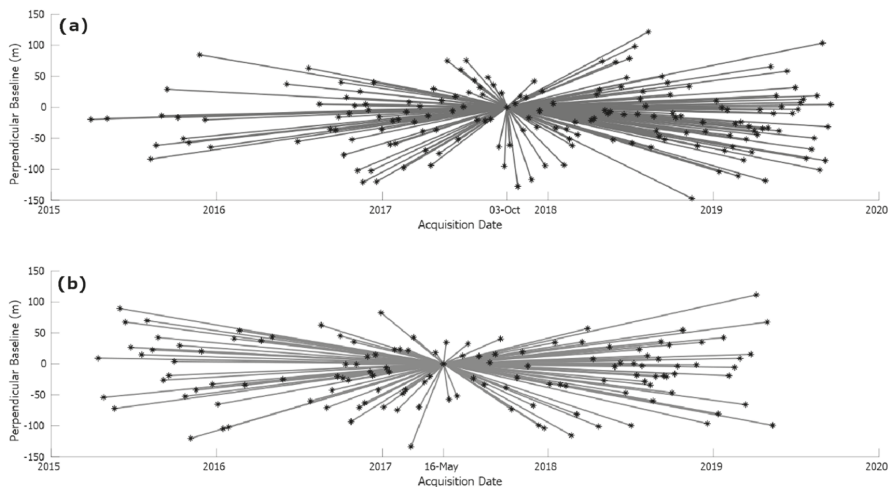 (a)
Perpendicular Baseline (m)
150
100
50
0
-50
-100
-150
2015 2016 2017 03-Oct 2018 2019 2020
Acquisition Date
(b)
Perpendicular Baseline (m)
150
100
50
0
-50
-100
-150
2015 2016 2017 16-May 2018 2019 2020
Acquisition Date